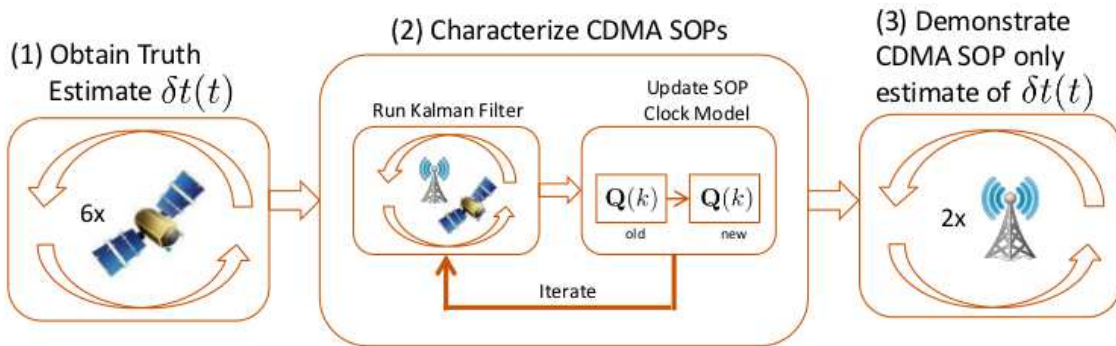 (1) Obtain Truth
Estimate δt(t)
6x
(2) Characterize CDMA SOPs
Run Kalman Filter
Update SOP
Clock Model
Q(k) Q(k)
old new
Iterate
(3) Demonstrate
CDMA SOP only
estimate of δt(t)
2x